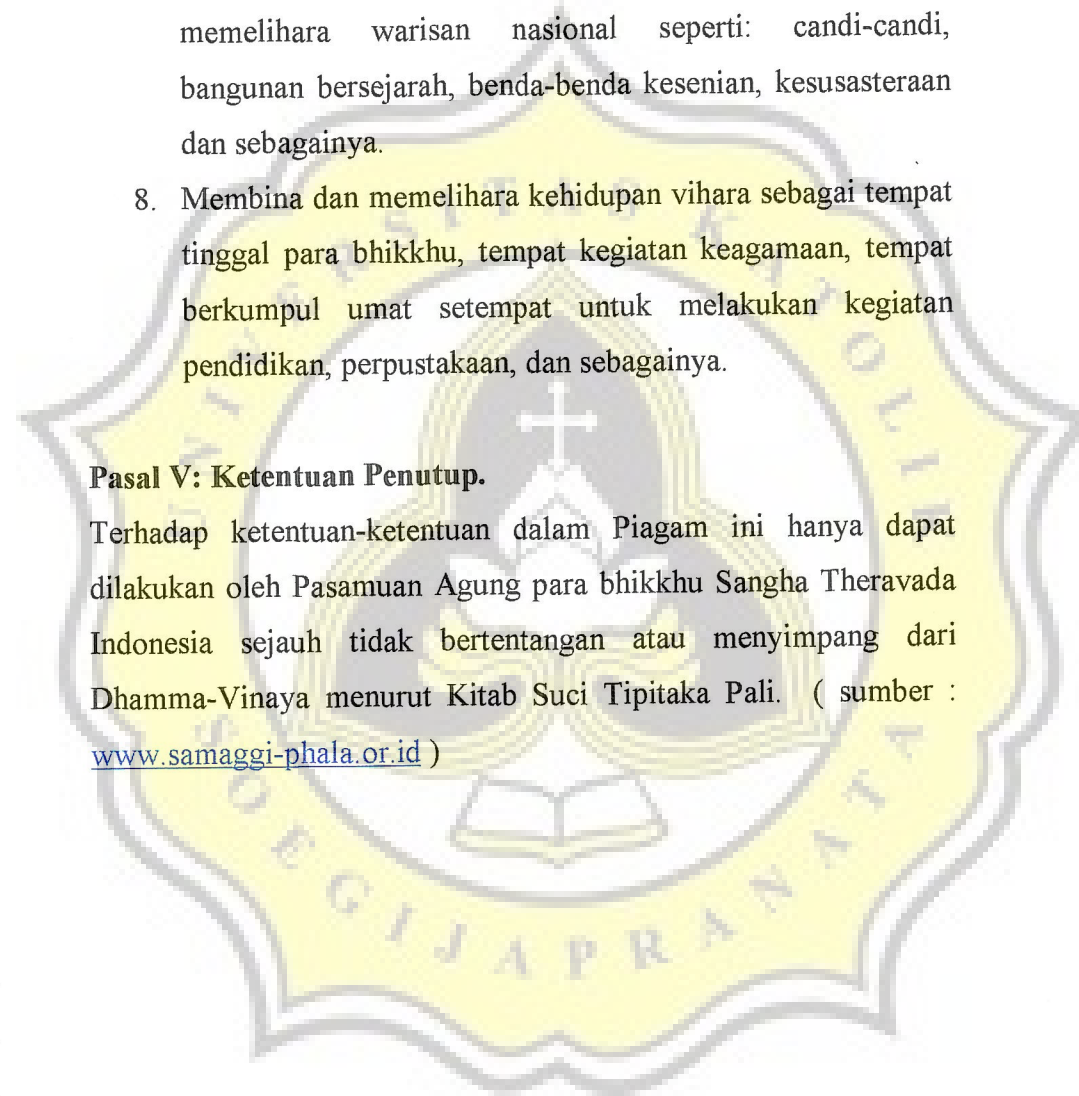 memelihara warisan nasional seperti: candi-candi,
bangunan bersejarah, benda-benda kesenian, kesusasteraan
dan sebagainya.
8. Membina dan memelihara kehidupan vihara sebagai tempat
tinggal para bhikkhu, tempat kegiatan keagamaan, tempat
berkumpul umat setempat untuk melakukan kegiatan
pendidikan, perpustakaan, dan sebagainya.
Pasal V: Ketentuan Penutup.
Terhadap ketentuan-ketentuan dalam Piagam ini hanya dapat
dilakukan oleh Pasamuan Agung para bhikkhu Sangha Theravada
Indonesia sejauh tidak bertentangan atau menyimpang dari
Dhamma-Vinaya menurut Kitab Suci Tipitaka Pali. ( sumber :
www.samaggi-phala.or.id )
UNIVERSITAS KATOLIK
SOEGIJAPRANATA